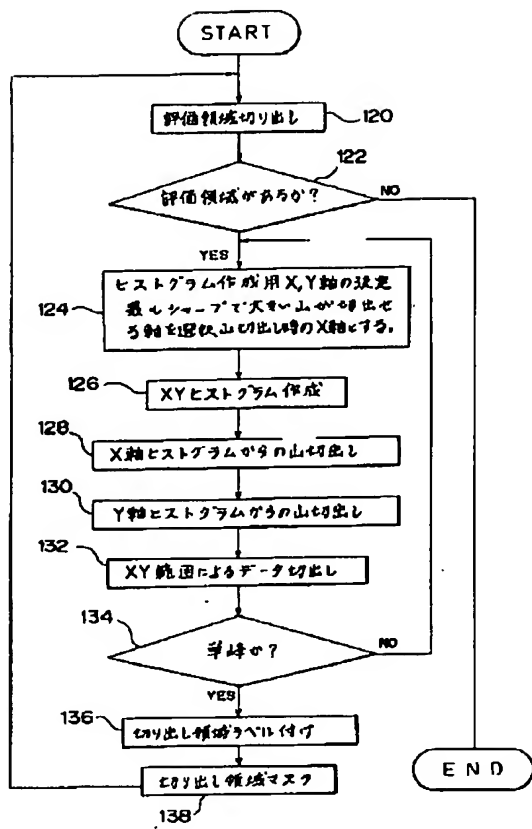 START
評価領域切り出し
120
122
評価領域があるか?
NO
YES
124
ヒストグラム作成用X,Y軸の設定
最もシャープで大きい山が切出せ
る軸を選択、山切出し時のX軸とする。
126
XYヒストグラム作成
128
X軸ヒストグラムからの山切出し
130
Y軸ヒストグラムからの山切出し
132
XY範囲によるデータ切出し
134
単峰か?
NO
YES
136
切り出し領域ラベル付け
切り出し領域マスク
138
END